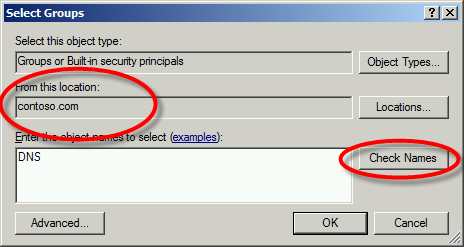 Select Groups
Select this object type:
Groups or Built-in security principals
Object Types...
From this location:
contoso.com
Locations...
Enter the object names to select (examples):
DNS
Check Names
Advanced...
OK
Cancel